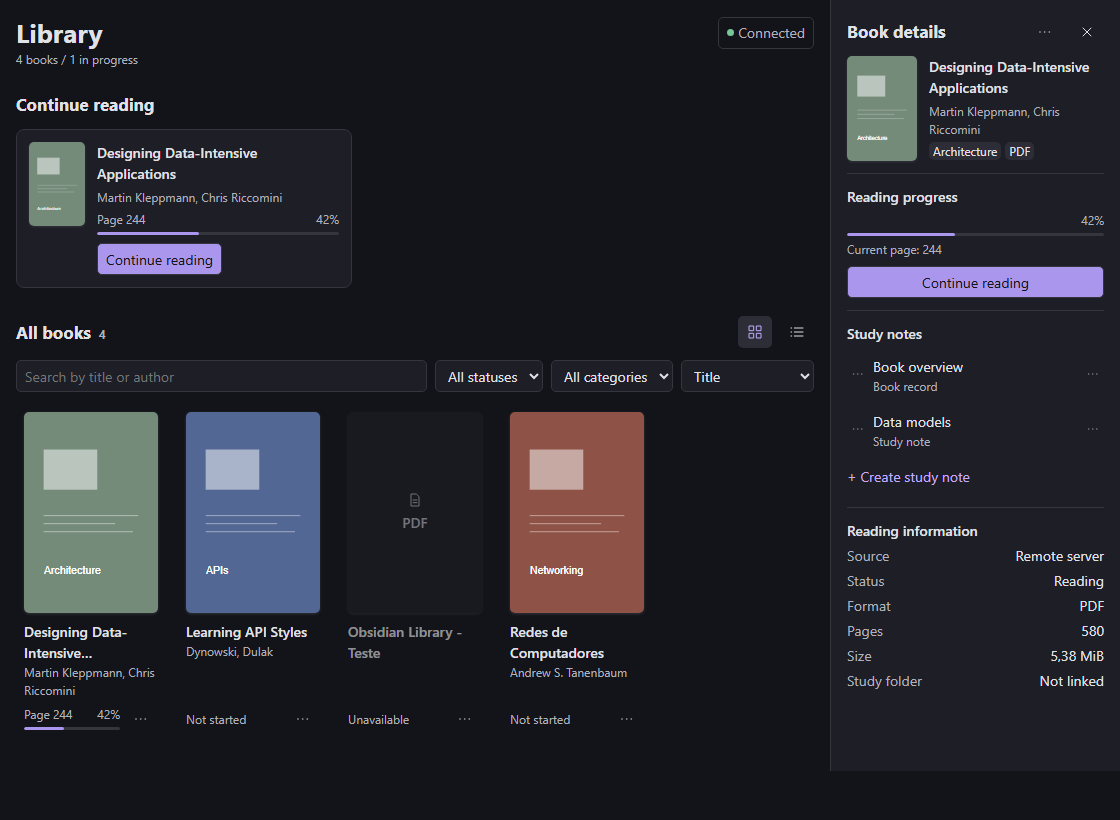 Library
4 books / 1 in progress
Connected
Continue reading
Architecture
Designing Data-Intensive
Applications
Martin Kleppmann, Chris Riccomini
Page 244 42%
Continue reading
All books 4
Search by title or author
All statuses
All categories
Title
Architecture
Designing Data-
Intensive...
Martin Kleppmann, Chris
Riccomini
Page 244 42% ...
APIs
Learning API Styles
Dynowski, Dulak
Not started ...
PDF
Obsidian Library -
Teste
Unavailable ...
Networking
Redes de
Computadores
Andrew S. Tanenbaum
Not started ...
Book details ...
Architecture
Designing Data-Intensive
Applications
Martin Kleppmann, Chris
Riccomini
Architecture PDF
Reading progress
42%
Current page: 244
Continue reading
Study notes
... Book overview ...
Book record
... Data models ...
Study note
+ Create study note
Reading information
Source Remote server
Status Reading
Format PDF
Pages 580
Size 5,38 MiB
Study folder Not linked